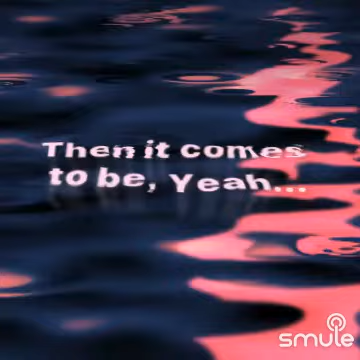 Then it comes
to be, Yeah...
smule